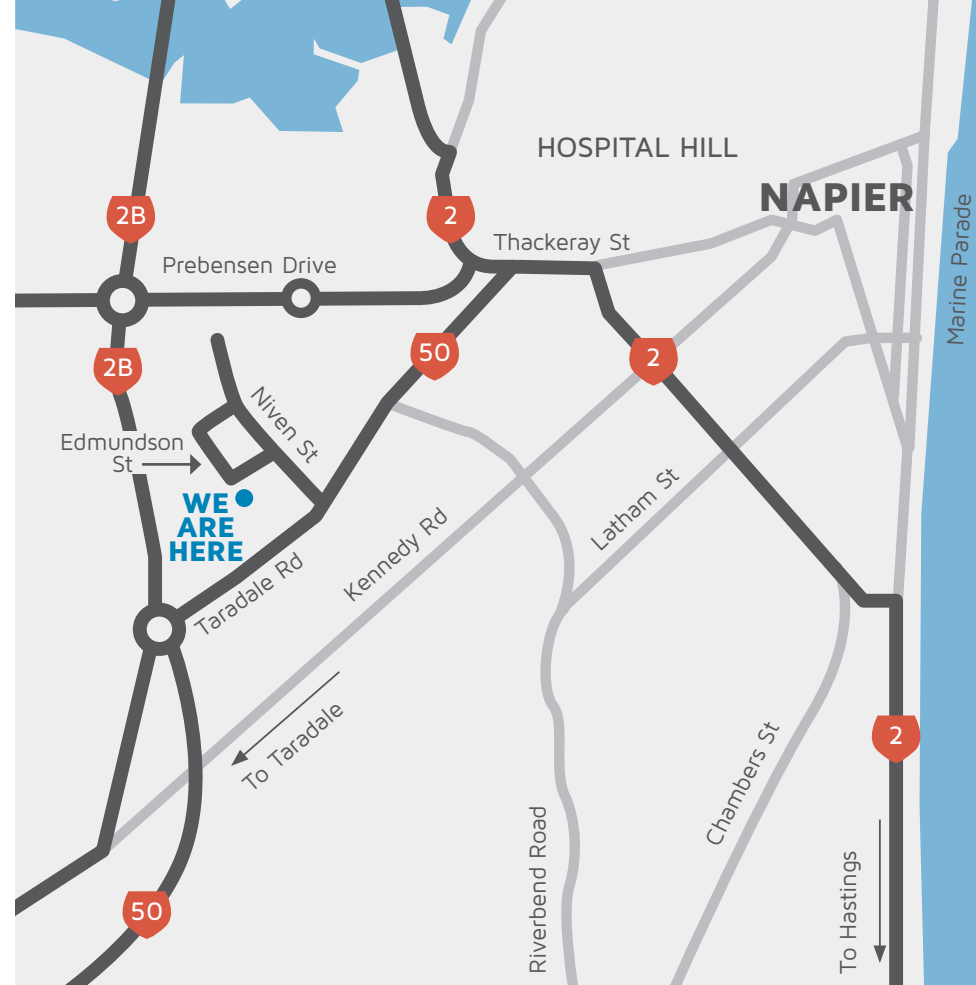 HOSPITAL HILL
NAPIER
2B
2
Thackeray St
Marine Parade
Prebensen Drive
2B
50
2
Niven St
Edmundson
St
WE
ARE
HERE
Latham St
Kennedy Rd
Taradale Rd
To Taradale
2
Chambers St
Riverbend Road
To Hastings
50